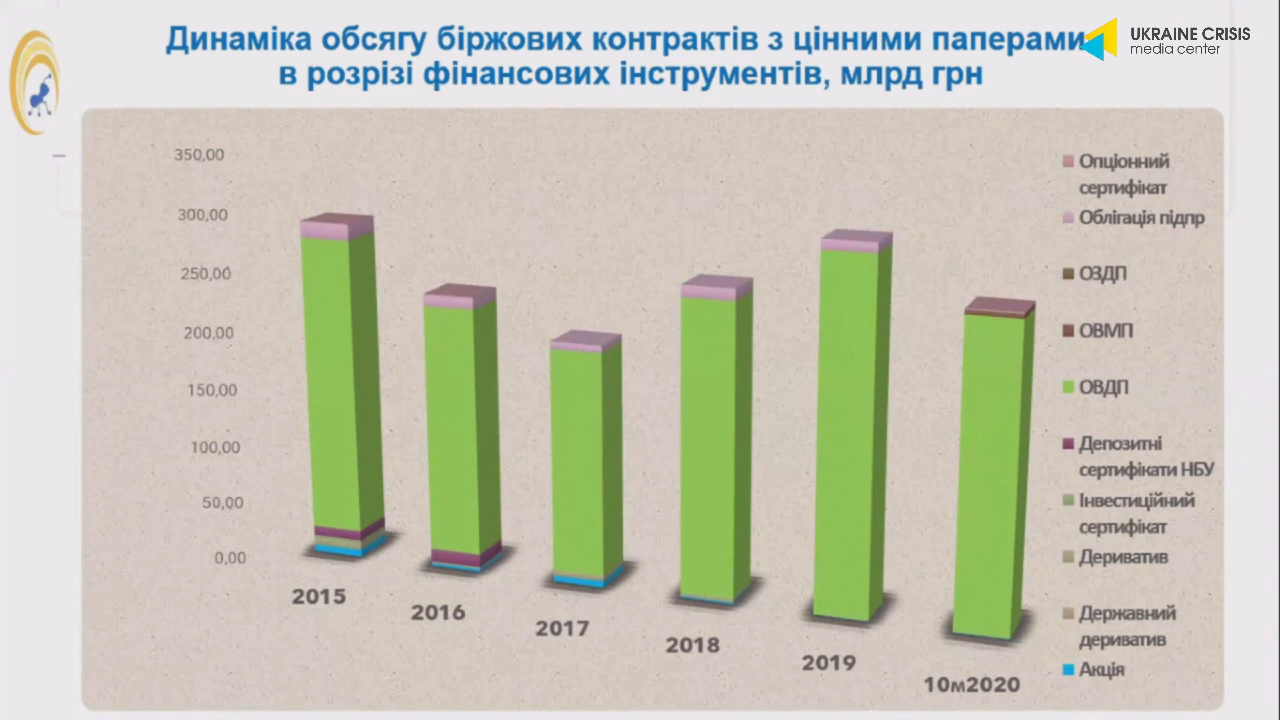 Динаміка обсягу біржових контрактів з цінними паперами
в розрізі фінансових інструментів, млрд грн
UKRAINE CRISIS
media center
350,00
300,00
250,00
200,00
150,00
100,00
50,00
0,00
2015
2016
2017
2018
2019
10м2020
Опціонний
сертифікат
Облігація підпр
ОЗДП
ОВМП
ОВДП
Депозитні
сертифікати НБУ
Інвестиційний
сертифікат
Дериватив
Державний
дериватив
Акція